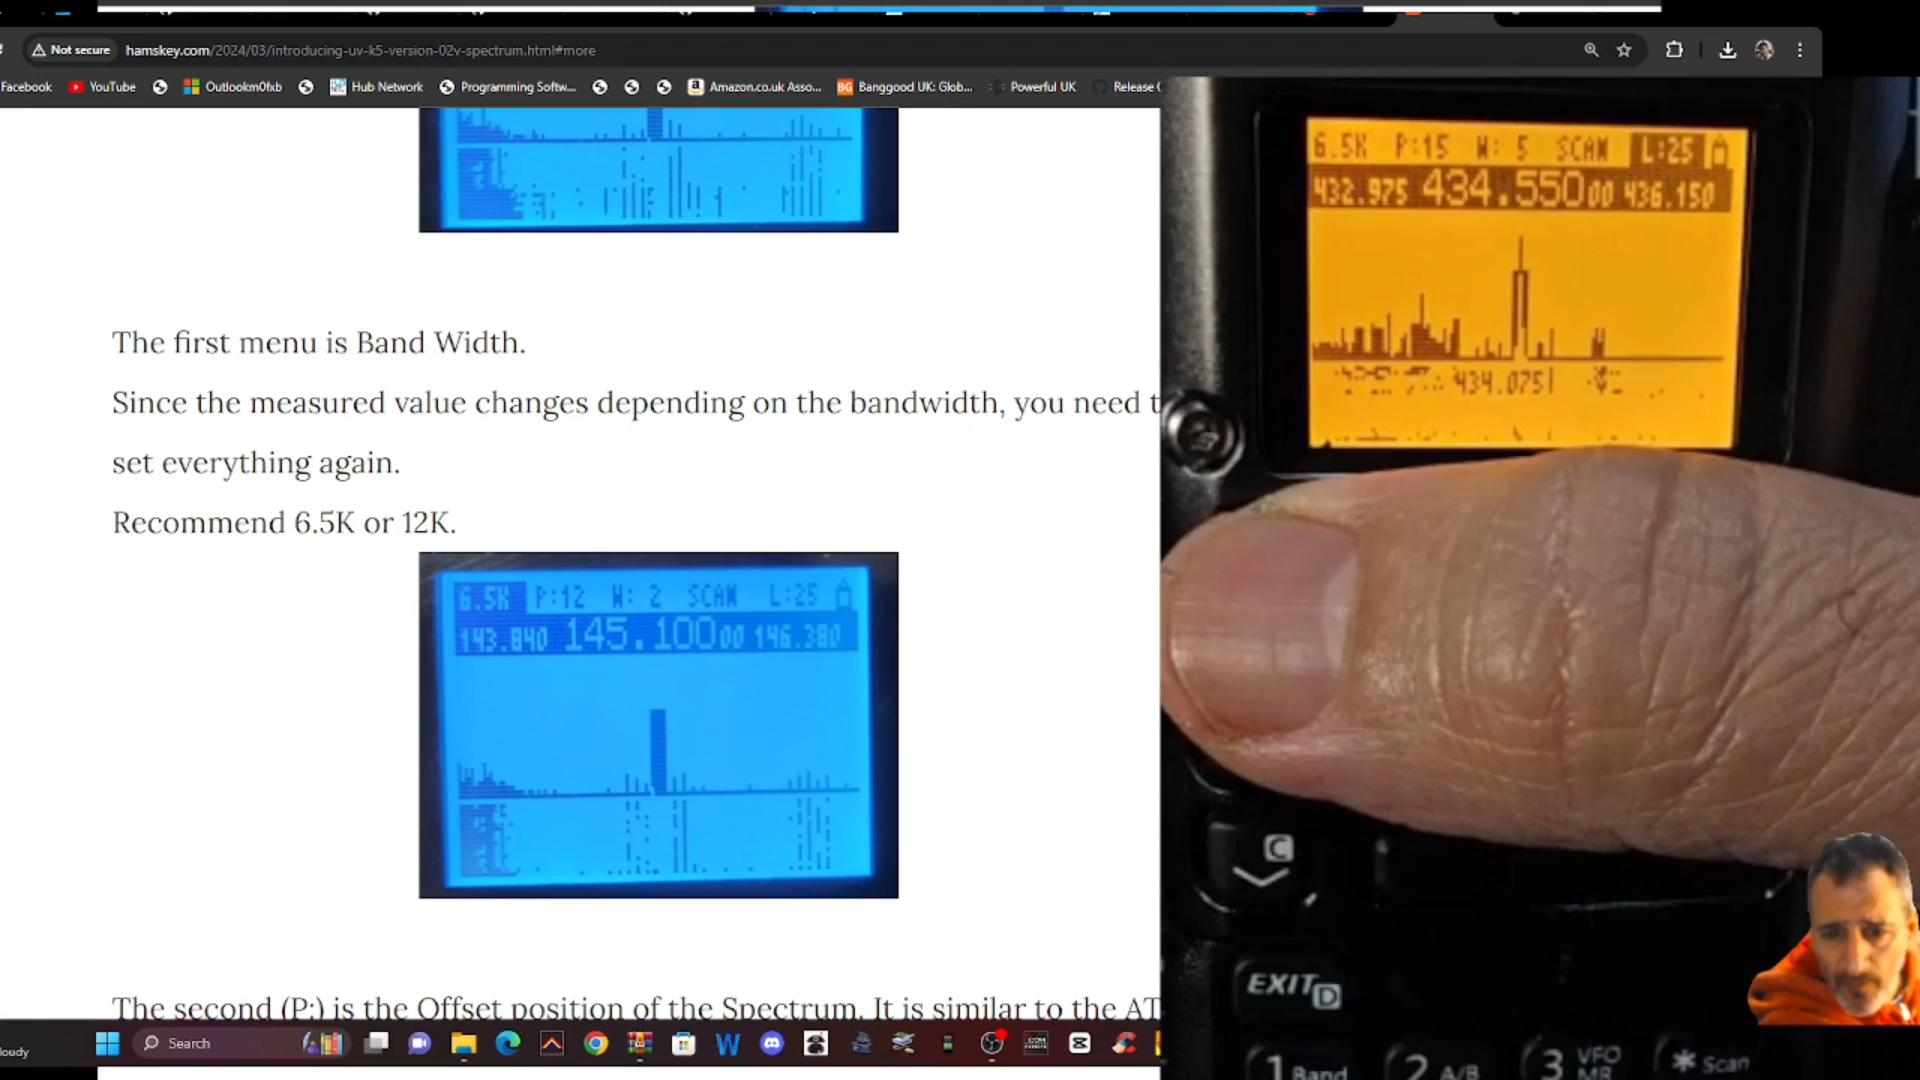 Not secure hamskey.com/2024/03/introducing-uv-k5-version-02v-spectrum.html#more
Facebook YouTube Outlookm0fxb Hub Network Programming Softw... Amazon.co.uk Asso... Banggood UK: Glob... Powerful UK Release
The first menu is Band Width.
Since the measured value changes depending on the bandwidth, you need t
set everything again.
Recommend 6.5K or 12K.
6.5K P:12 W: 2 SCAN L:25
143.840 145.10000 146.380
The second (P:) is the Offset position of the Spectrum. It is similar to the AT
Search
6.5K P:15 W: 5 SCAN L:25
432.975 434.55000 436.150
434.075
C
EXIT D
1 Band 2 A/B 3 VFO MR * Scan